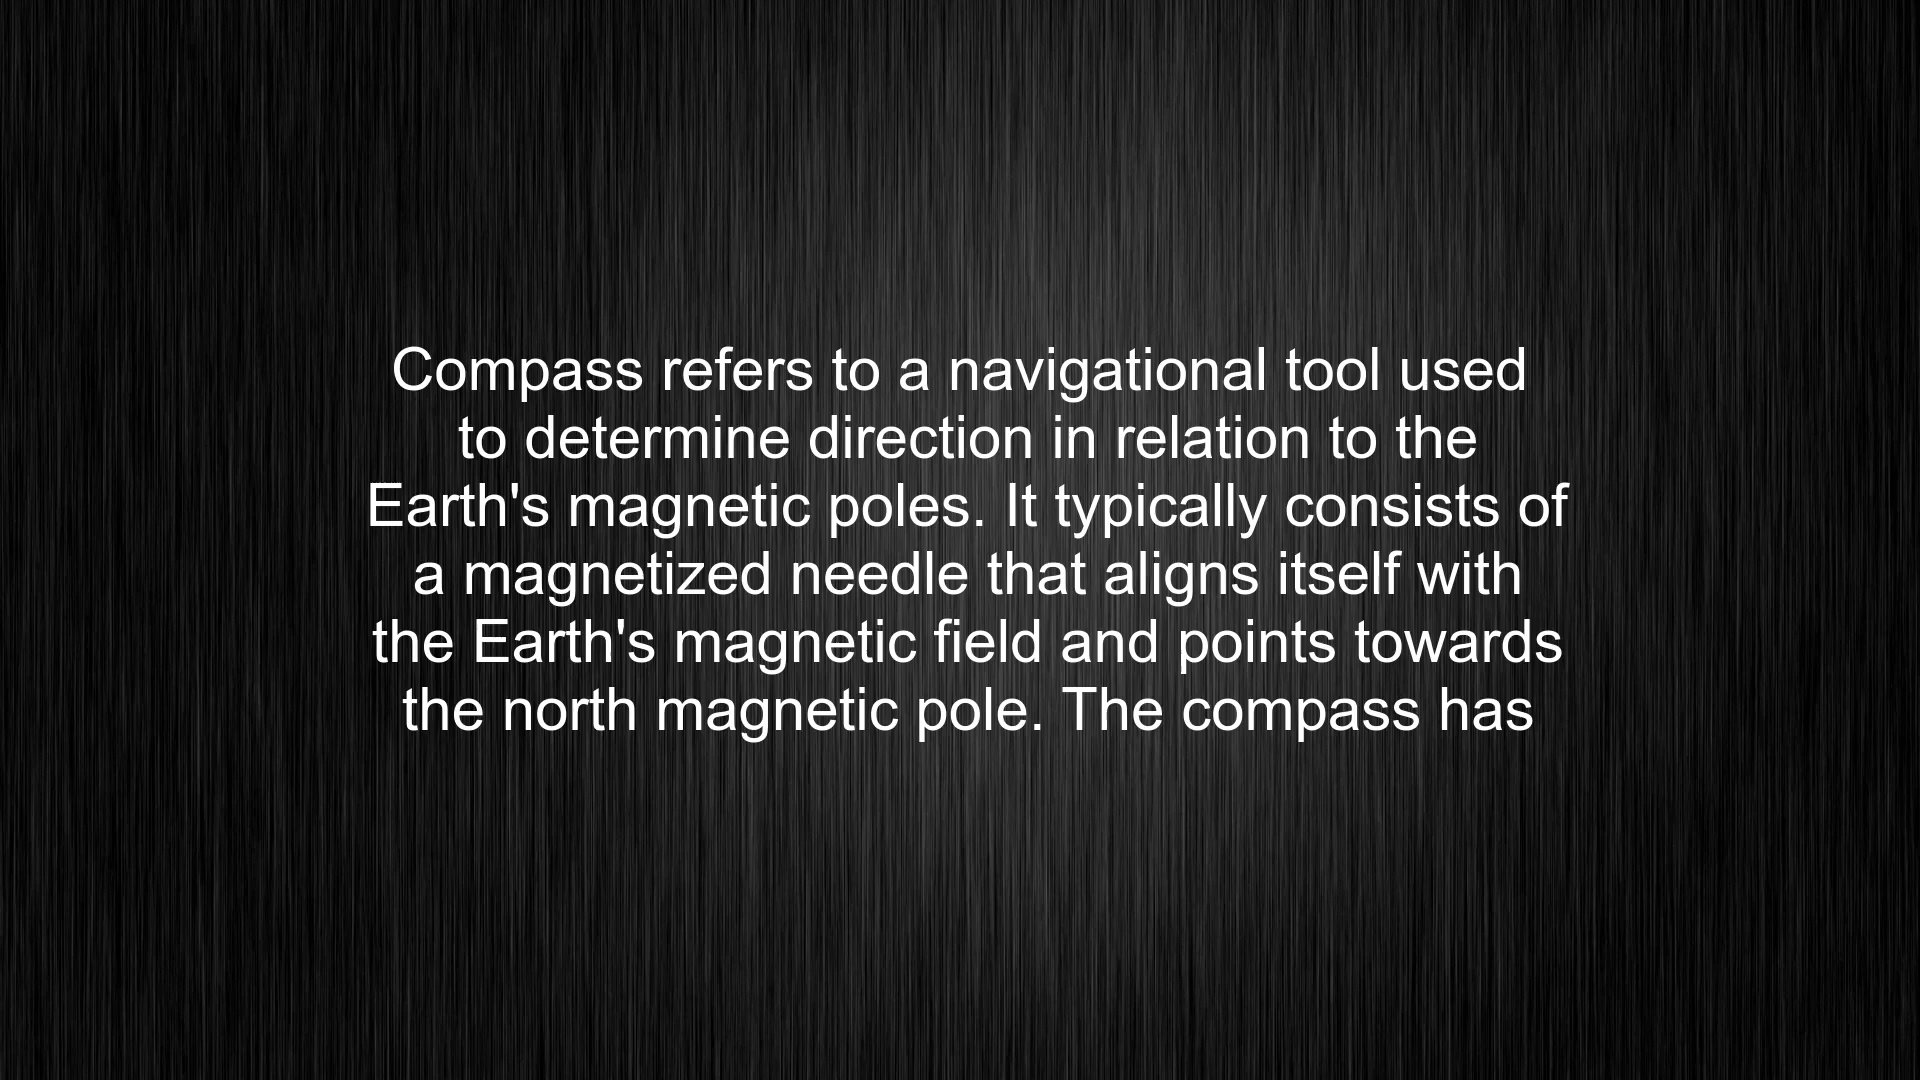 Compass refers to a navigational tool used
to determine direction in relation to the
Earth's magnetic poles. It typically consists of
a magnetized needle that aligns itself with
the Earth's magnetic field and points towards
the north magnetic pole. The compass has